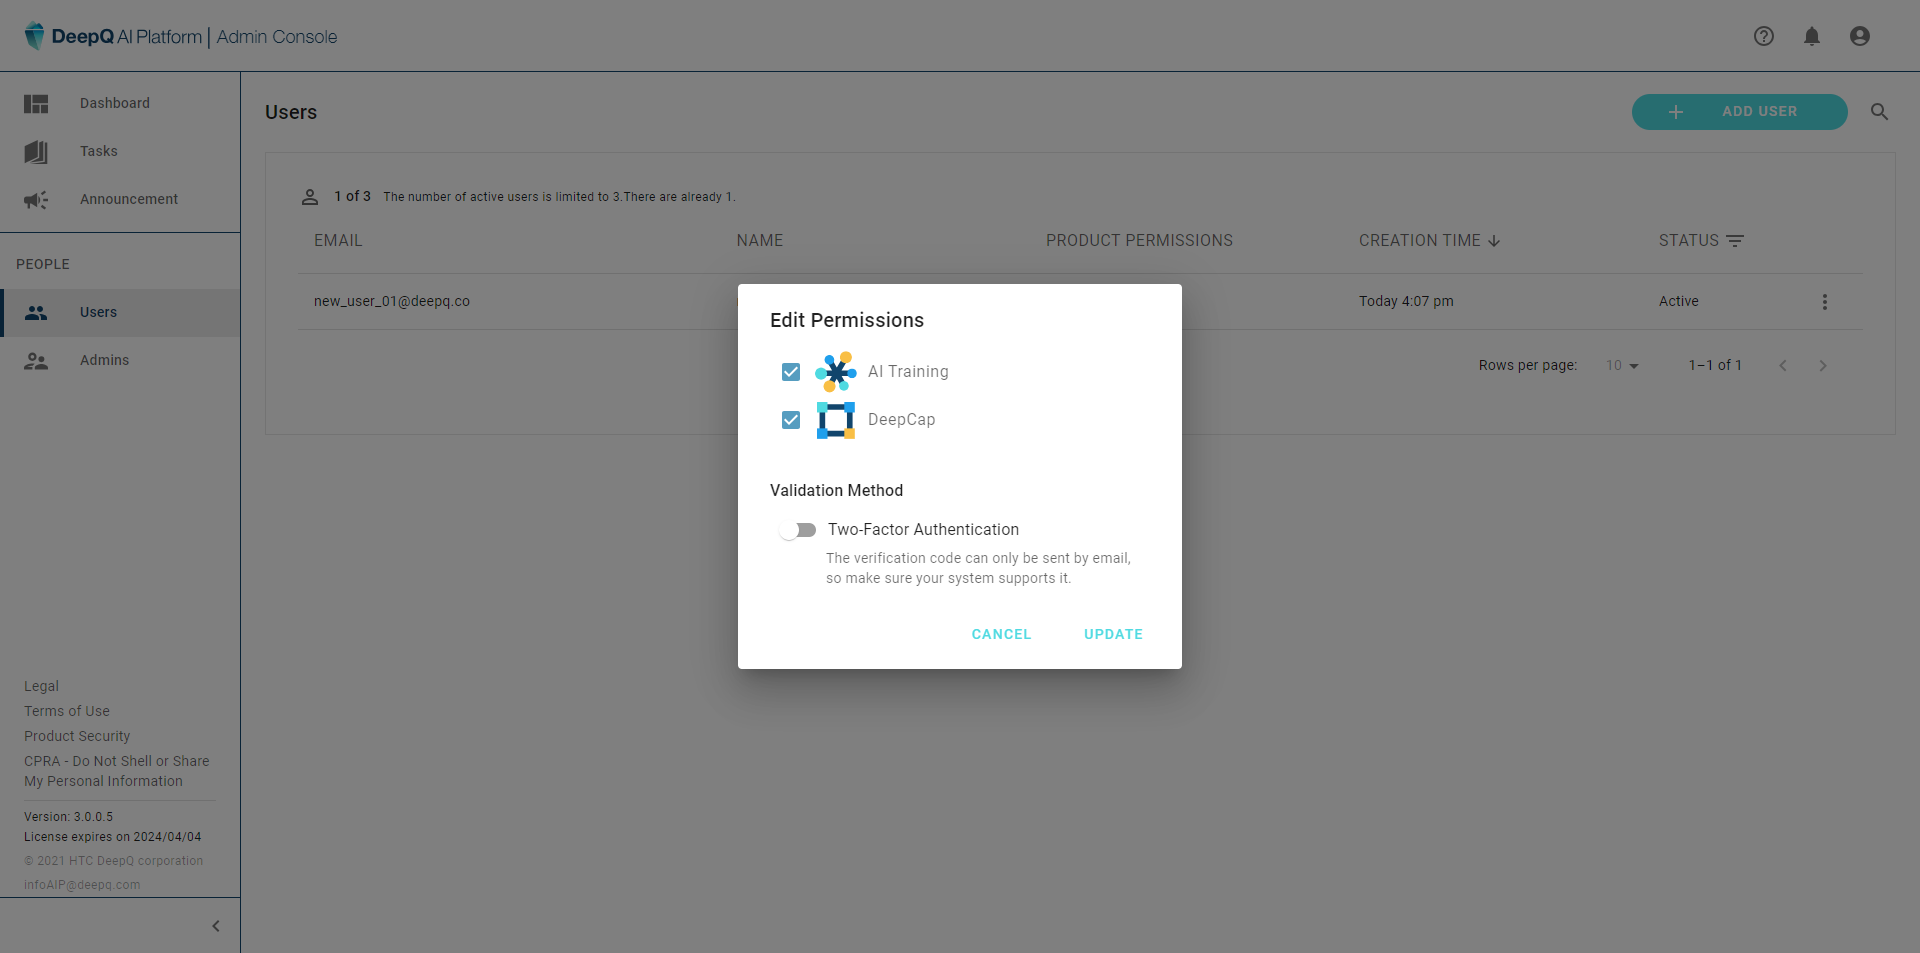 DeepQ AI Platform | Admin Console
Dashboard
Tasks
Announcement
PEOPLE
Users
Admins
Legal
Terms of Use
Product Security
CPRA - Do Not Shell or Share
My Personal Information
Version: 3.0.0.5
License expires on 2024/04/04
© 2021 HTC DeepQ corporation
infoAIP@deepq.com
Users
ADD USER
1 of 3 The number of active users is limited to 3.There are already 1.
EMAIL NAME PRODUCT PERMISSIONS CREATION TIME STATUS
new_user_01@deepq.co Today 4:07 pm Active
Rows per page: 10 1–1 of 1
Edit Permissions
AI Training
DeepCap
Validation Method
Two-Factor Authentication
The verification code can only be sent by email,
so make sure your system supports it.
CANCEL UPDATE